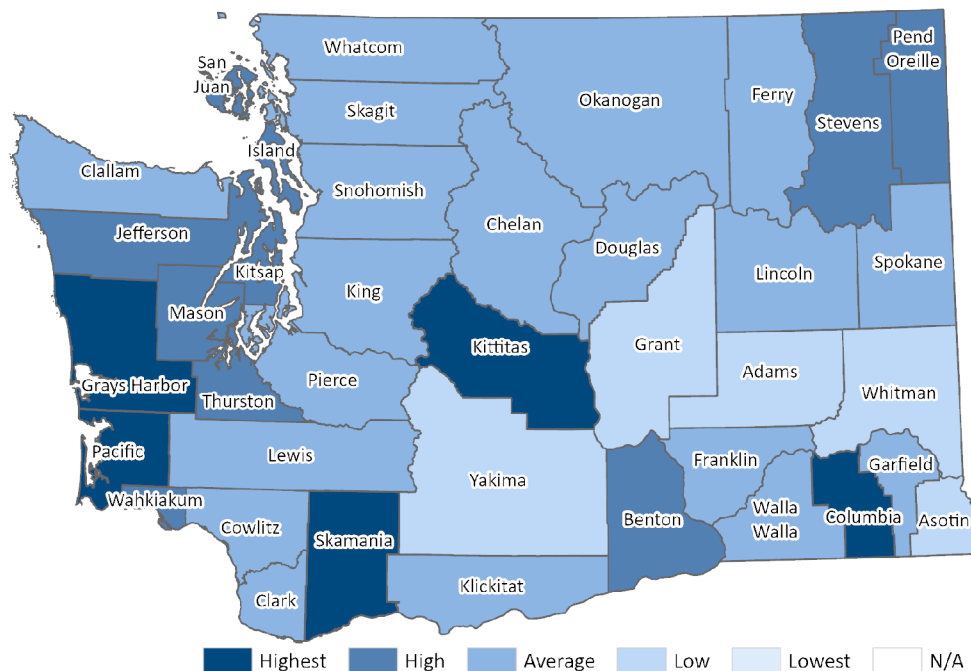 Whatcom
Pend
Oreille
San
Juan
Okanogan
Ferry
Skagit
Stevens
Island
Clallam
Snohomish
Chelan
Jefferson
Douglas
Kitsap
Lincoln
Spokane
King
Mason
Kittitas
Grant
Adams
Pierce
Grays Harbor
Thurston
Whitman
Pacific
Lewis
Franklin
Garfield
Yakima
Wahkiakum
Walla
Walla
Cowlitz
Skamania
Benton
Columbia
Asotin
Klickitat
Clark
Highest
High
Average
Low
Lowest
N/A